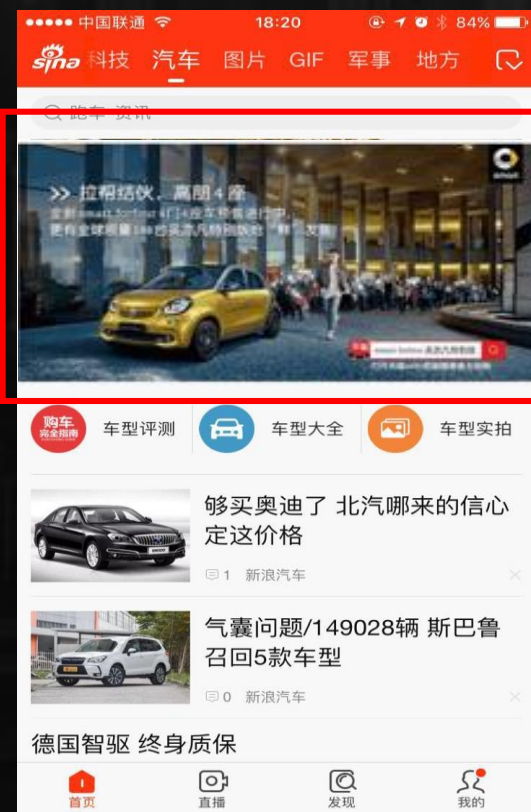 中国联通 18:20 84%
sina 科技 汽车 图片 GIF 军事 地方
跑车 资讯
smart
>> 拉帮结伙，高朋4座
购车
完全指南
车型评测 车型大全 车型实拍
够买奥迪了 北汽哪来的信心
定这价格
1 新浪汽车
气囊问题/149028辆 斯巴鲁
召回5款车型
0 新浪汽车
德国智驱 终身质保
首页 直播 发现 我的